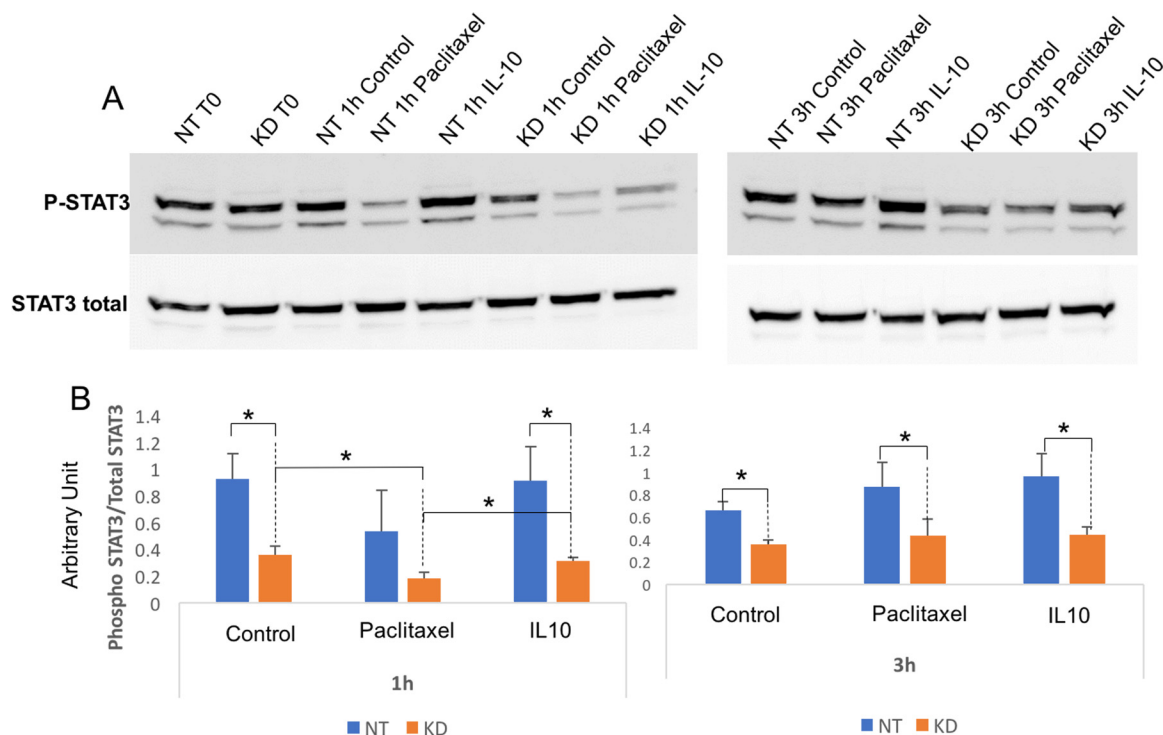 A
NT T0
KD T0
NT 1h Control
NT 1h Paclitaxel
NT 1h IL-10
KD 1h Control
KD 1h Paclitaxel
KD 1h IL-10
NT 3h Control
NT 3h Paclitaxel
NT 3h IL-10
KD 3h Control
KD 3h Paclitaxel
KD 3h IL-10
P-STAT3
STAT3 total
B
Arbitrary Unit
Phospho STAT3/Total STAT3
1.4
1.2
1
0.8
0.6
0.4
0.2
0
*
*
*
*
Control
Paclitaxel
IL10
1h
NT
KD
1.4
1.2
1
0.8
0.6
0.4
0.2
0
*
*
*
Control
Paclitaxel
IL10
3h
NT
KD